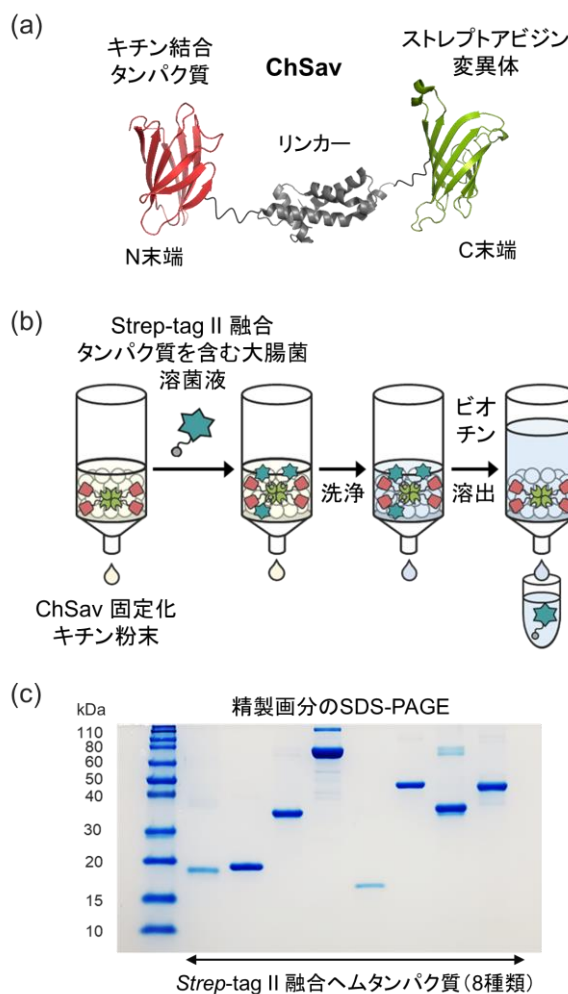 (a)
キチン結合
タンパク質
ChSav
ストレプトアビジン
変異体
リンカー
N末端
C末端
(b)
Strep-tag II 融合
タンパク質を含む大腸菌
溶菌液
洗浄
ビオ
チン
溶出
ChSav 固定化
キチン粉末
(c)
精製画分のSDS-PAGE
kDa
110
80
60
50
40
30
20
15
10
Strep-tag II 融合ヘムタンパク質(8種類)